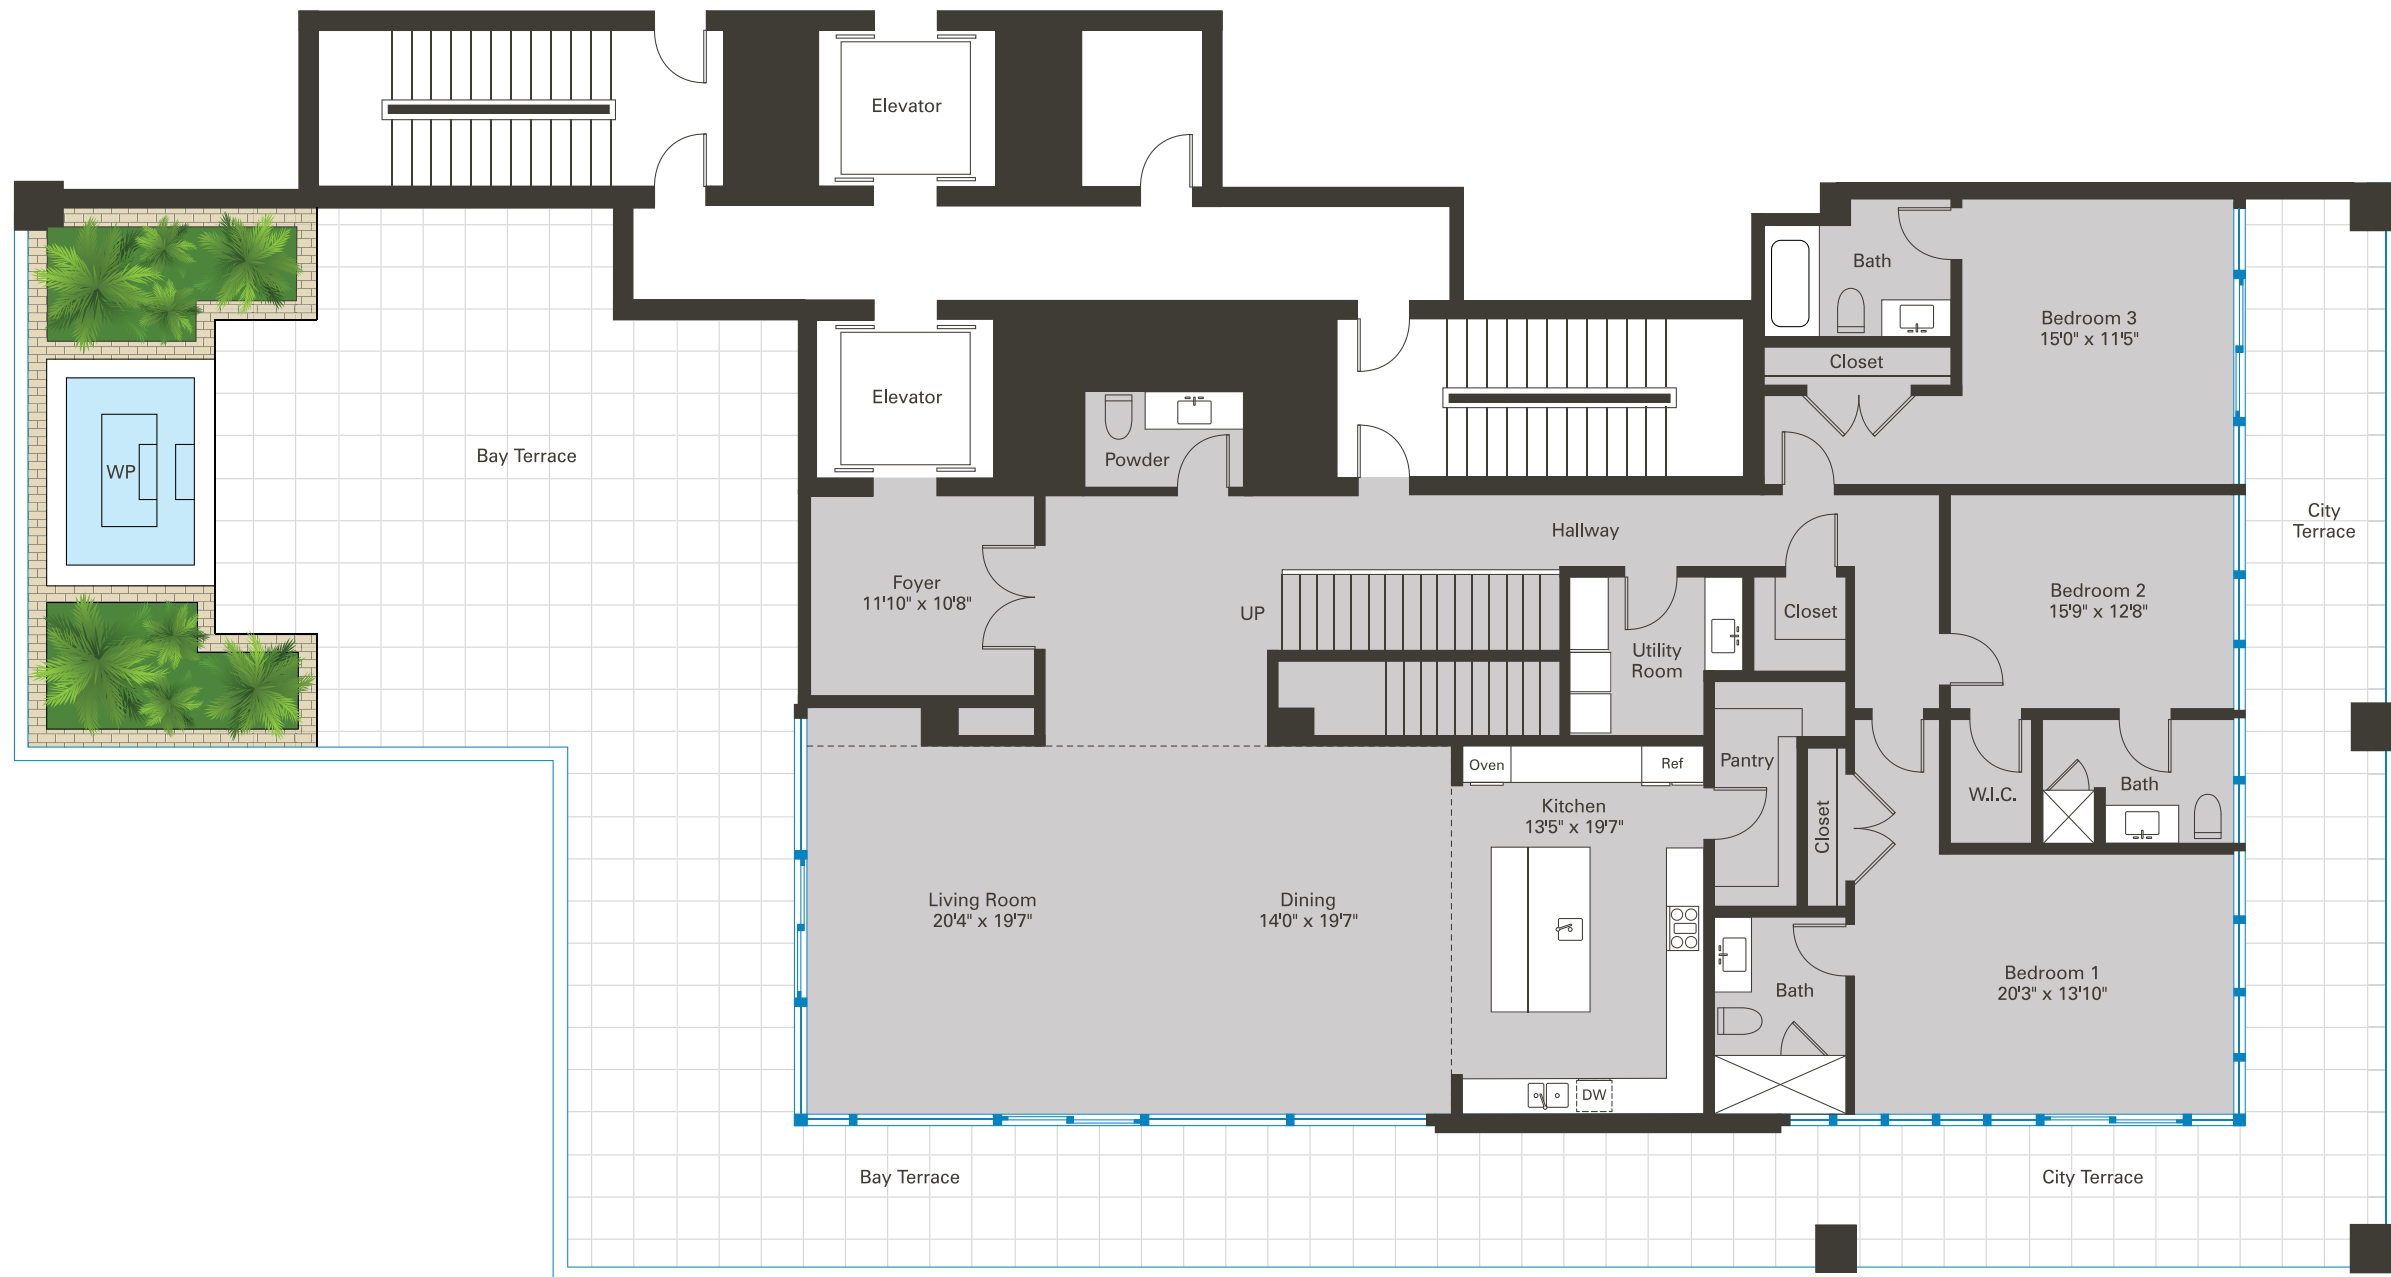 Elevator
Bath
Bedroom 3
15'0" x 11'5"
Closet
Elevator
WP
Bay Terrace
Powder
City
Terrace
Hallway
Foyer
11'10" x 10'8"
UP
Closet
Bedroom 2
15'9" x 12'8"
Utility
Room
Oven
Ref
Pantry
Kitchen
13'5" x 19'7"
Closet
W.I.C.
Bath
Living Room
20'4" x 19'7"
Dining
14'0" x 19'7"
Bath
Bedroom 1
20'3" x 13'10"
DW
Bay Terrace
City Terrace